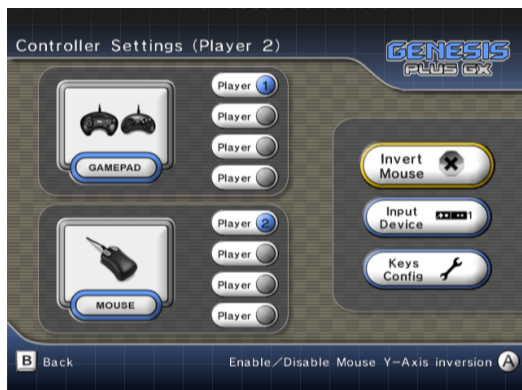 Controller Settings (Player 2)
GENESIS
PLUS GX
Player 1
Player
Player
Player
GAMEPAD
Player 2
Player
Player
Player
MOUSE
Invert
Mouse
Input
Device
1
Keys
Config
B Back
Enable/Disable Mouse Y-Axis inversion A